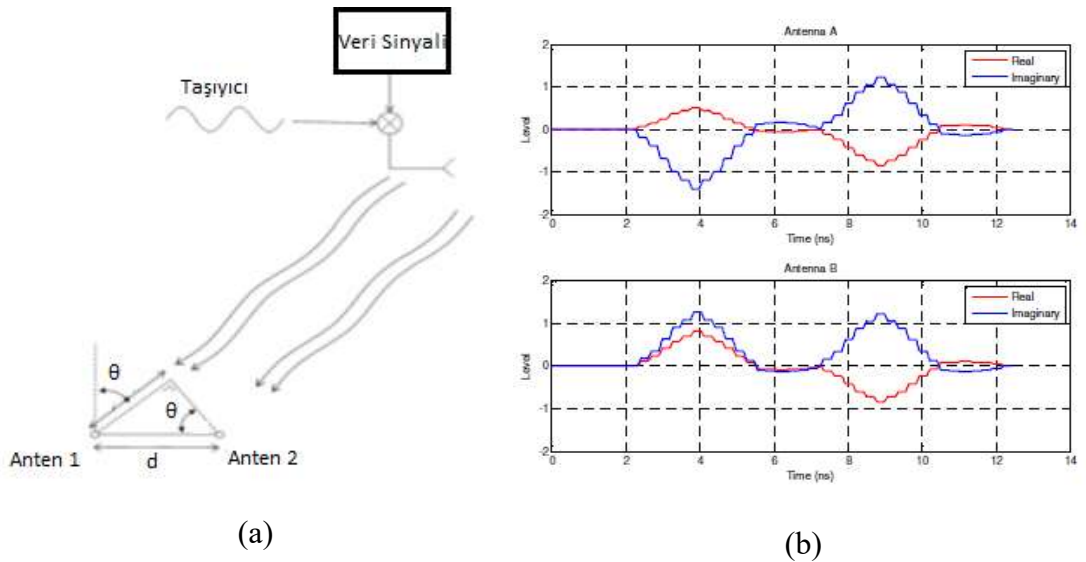 Veri Sinyali
Taşıyıcı
θ
θ
Anten 1
d
Anten 2
(a)
Antenna A
2
1
0
-1
-2
Level
Real
Imaginary
0 2 4 6 8 10 12 14
Time (ns)
Antenna B
2
1
0
-1
-2
Level
Real
Imaginary
0 2 4 6 8 10 12 14
Time (ns)
(b)